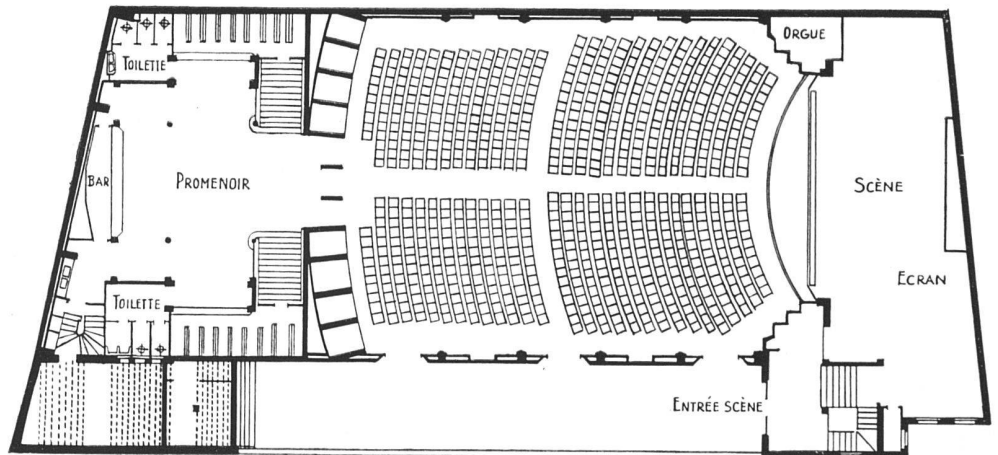 ORGUE
TOILETTE
BAR
PROMENOIR
SCÈNE
ECRAN
TOILETTE
ENTRÉE SCÈNE